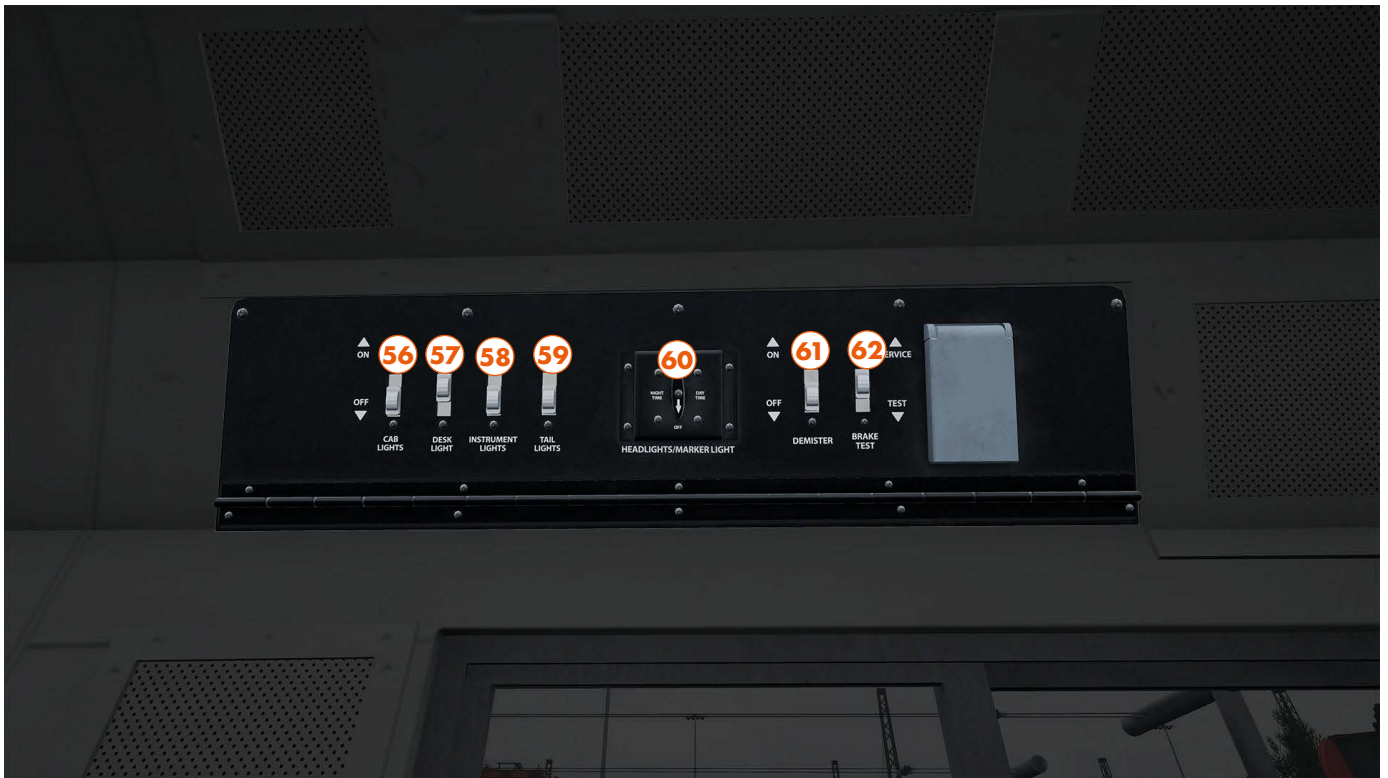 56 57 58 59 60 61 62
ON
OFF
CAB
LIGHTS
DESK
LIGHT
INSTRUMENT
LIGHTS
TAIL
LIGHTS
NIGHT
TIME
DAY
TIME
OFF
HEADLIGHTS/MARKER LIGHT
ON
OFF
DEMISTER
BRAKE
TEST
ERVICE
TEST